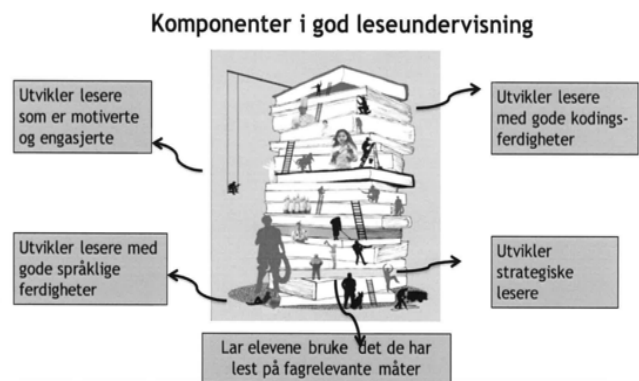 Komponenter i god leseundervisning
Utvikler lesere
som er motiverte
og engasjerte
Utvikler lesere
med gode kodings-
ferdigheter
Utvikler lesere med
gode språklige
ferdigheter
Utvikler
strategiske
lesere
Lar elevene bruke det de har
lest på fagrelevante måter